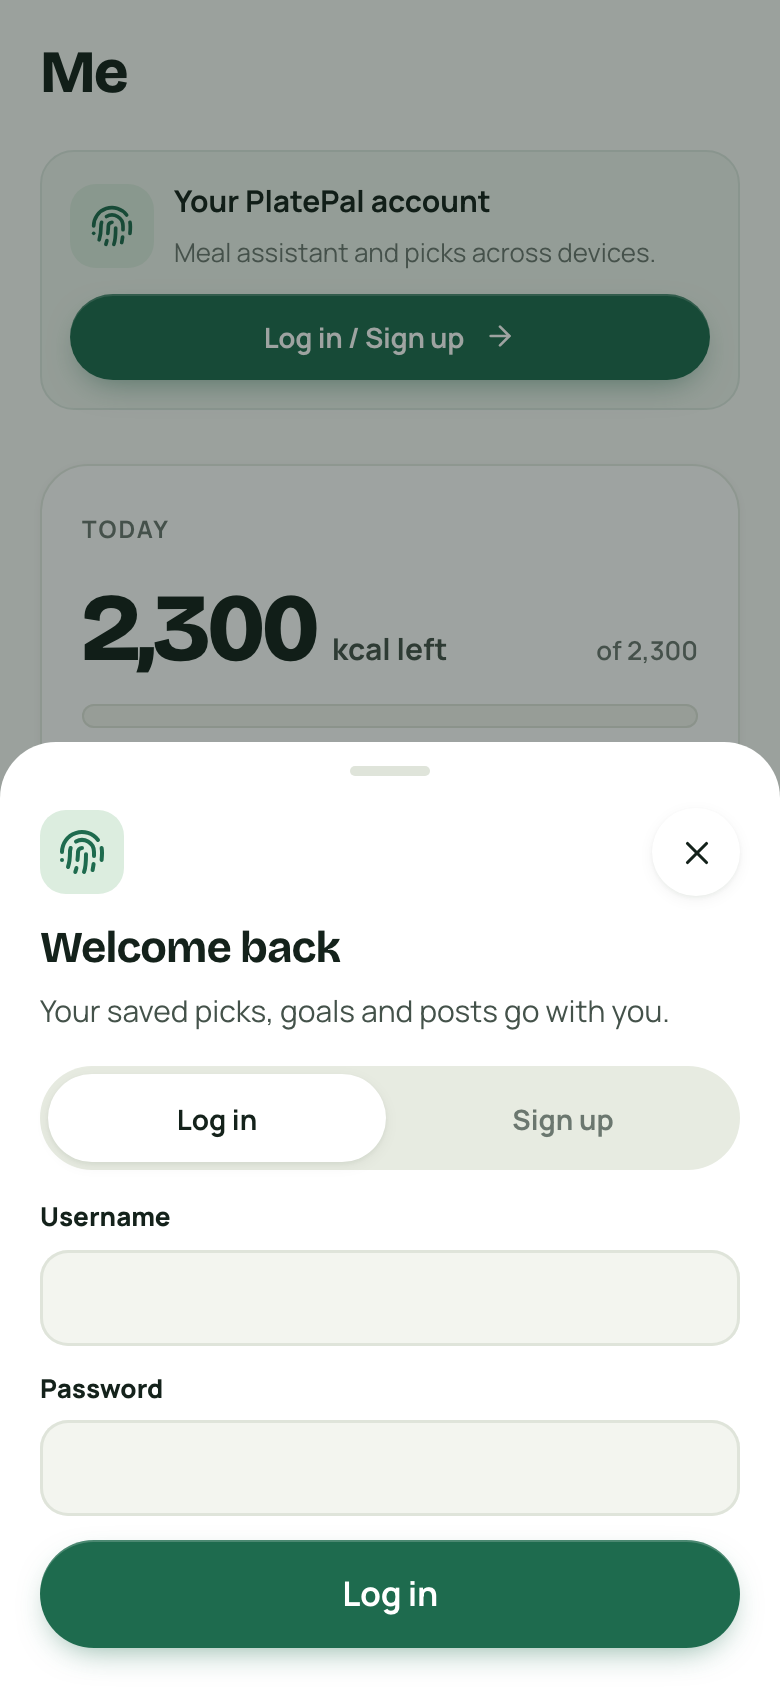 Me
Your PlatePal account
Meal assistant and picks across devices.
Log in / Sign up
TODAY
2,300 kcal left of 2,300
Welcome back
Your saved picks, goals and posts go with you.
Log in Sign up
Username
Password
Log in